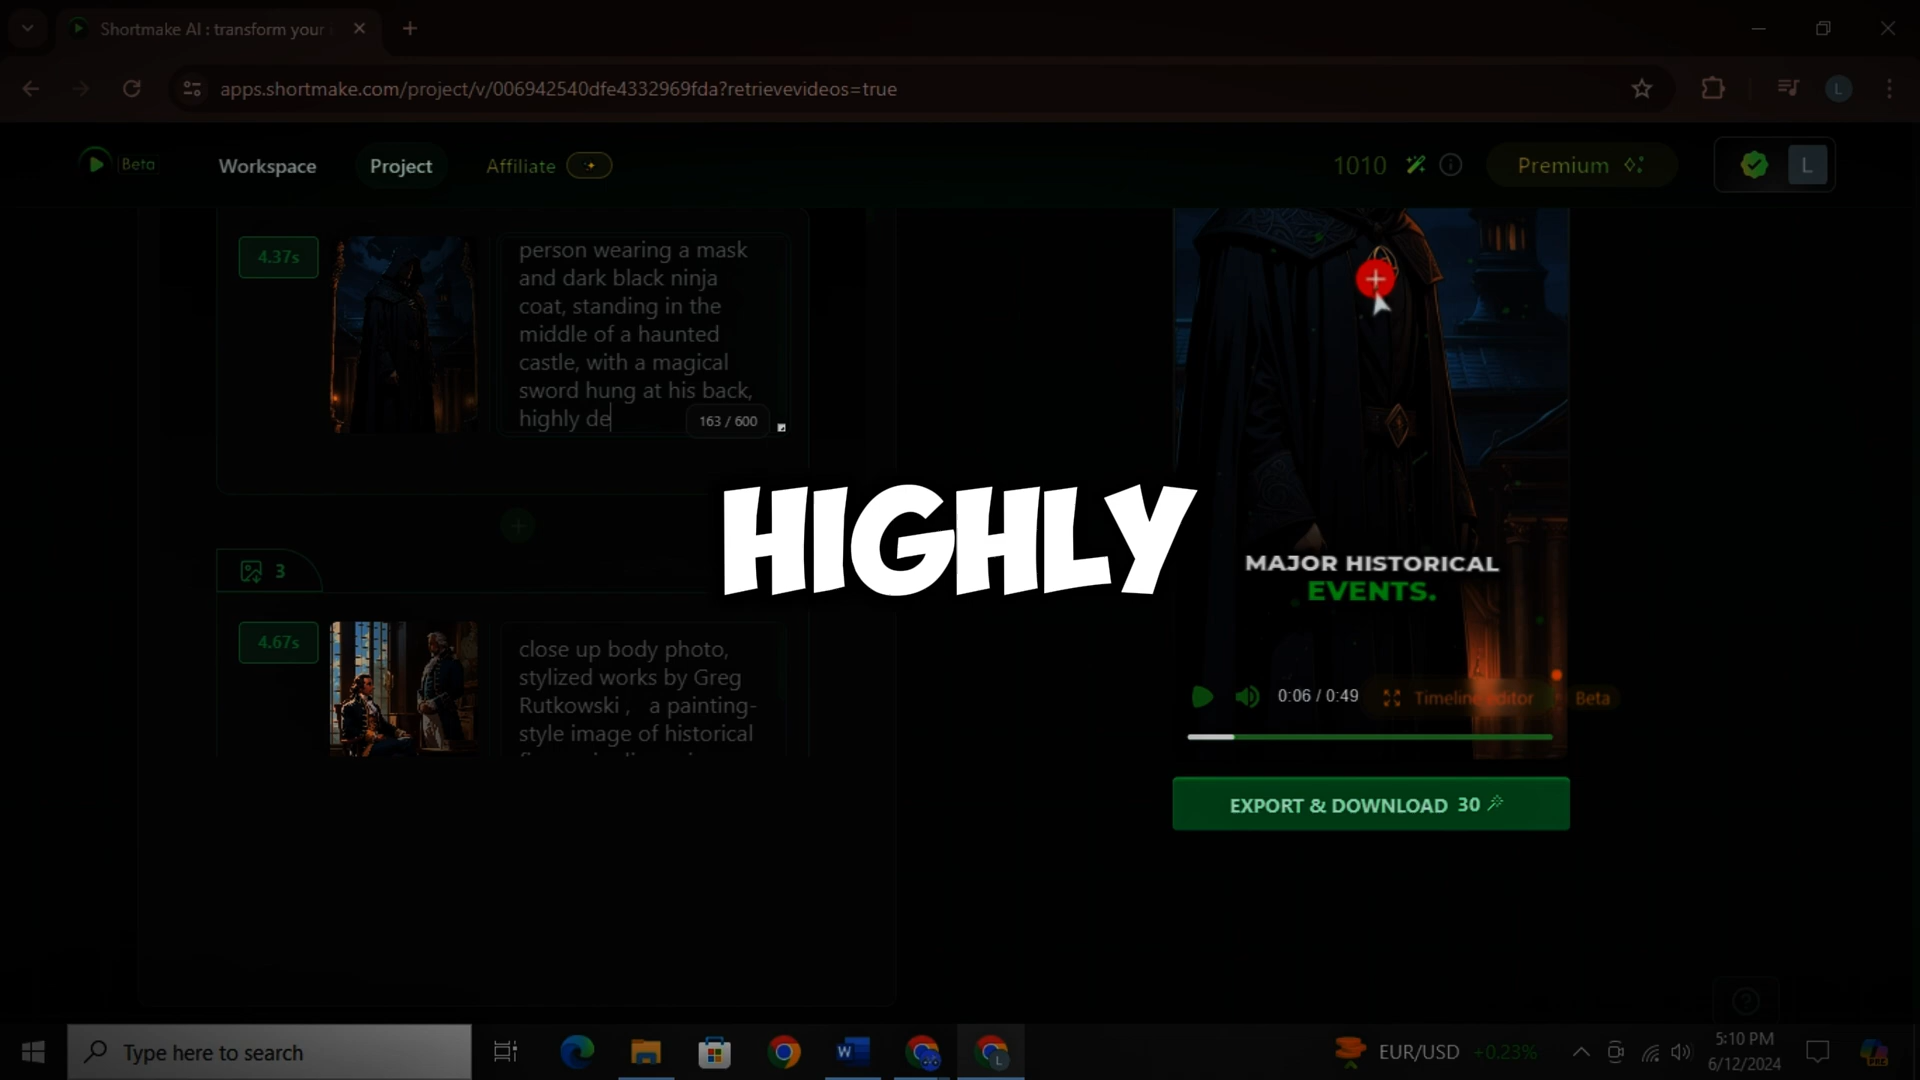 Shortmake AI : transform your
apps.shortmake.com/project/v/006942540dfe4332969fda?retrievevideos=true
L
Beta
Workspace
Project
Affiliate
1010
Premium
L
4.37s
person wearing a mask
and dark black ninja
coat, standing in the
middle of a haunted
castle, with a magical
sword hung at his back,
highly de
163 / 600
HIGHLY
MAJOR HISTORICAL
EVENTS.
3
4.67s
close up body photo,
stylized works by Greg
Rutkowski , a painting-
style image of historical
0:06 / 0:49
Timeline editor
Beta
EXPORT & DOWNLOAD 30
Type here to search
W
L
EUR/USD +0.23%
5:10 PM
6/12/2024
PRE